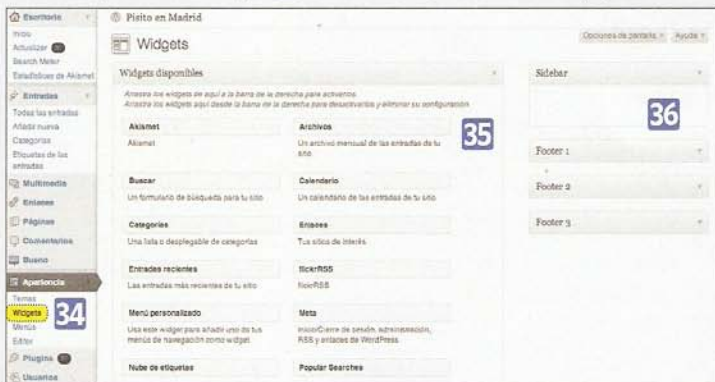 Escritorio
Inicio
Actualizar
Search Meter
Estadísticas de Akismet
Entradas
Todas las entradas
Añadir nueva
Categorías
Etiquetas de las
entradas
Multimedia
Enlaces
Páginas
Comentarios
Bueno
Apariencia
Temas
Widgets
34
Menús
Editor
Plugins
Usuarios
Pisito en Madrid
Widgets
Opciones de pantalla
Ayuda
Widgets disponibles
Arrastra los widgets de aquí a la barra de la derecha para activarlos.
Arrastra los widgets aquí desde la barra de la derecha para desactivarlos y eliminar su configuración
Akismet
Akismet
Archivos
Un archivo mensual de las entradas de tu
sitio
35
Buscar
Un formulario de búsqueda para tu sitio
Calendario
Un calendario de las entradas de tu sitio
Categorías
Una lista o desplegable de categorías
Enlaces
Tus sitios de interés
Entradas recientes
Las entradas más recientes de tu sitio
flickrRSS
flickrRSS
Menú personalizado
Usa este widget para añadir uno de tus
menús de navegación como widget.
Meta
Inicio/Cierre de sesión, administración,
RSS y enlaces de WordPress.
Nube de etiquetas
Popular Searches
Sidebar
36
Footer 1
Footer 2
Footer 3